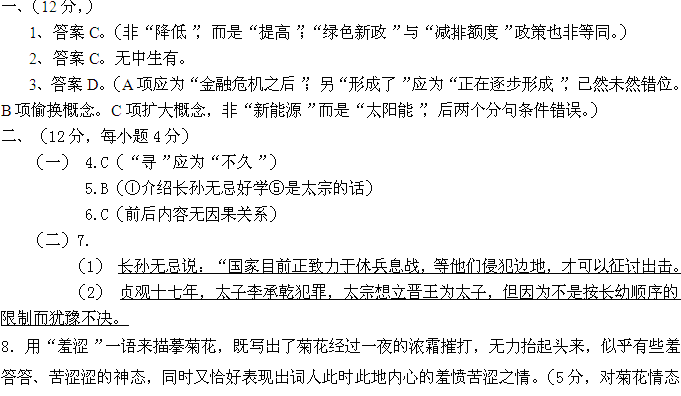 一、（12分，）
1、答案C。（非“降低”，而是“提高”；“绿色新政”与“减排额度”政策也非等同。）
2、答案C。无中生有。
3、答案D。（A项应为“金融危机之后”；另“形成了”应为“正在逐步形成”，已然未然错位。
B项偷换概念。C项扩大概念，非“新能源”而是“太阳能”，后两个分句条件错误。）
二、（12分，每小题4分）
（一） 4.C（“寻”应为“不久”）
5.B（①介绍长孙无忌好学⑤是太宗的话）
6.C（前后内容无因果关系）
（二）7.
（1） 长孙无忌说：“国家目前正致力于休兵息战，等他们侵犯边地，才可以征讨出击。
（2） 贞观十七年，太子李承乾犯罪，太宗想立晋王为太子，但因为不是按长幼顺序的
限制而犹豫不决。
8．用“羞涩”一语来描摹菊花，既写出了菊花经过一夜的浓霜摧打，无力抬起头来，似乎有些羞
答答、苦涩涩的神态，同时又恰好表现出词人此时此地内心的羞愤苦涩之情。（5分，对菊花情态